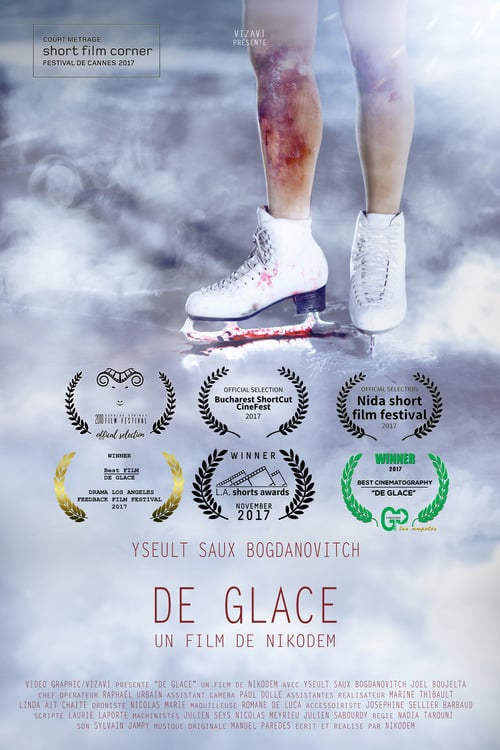 COURT METRAGE
short film corner
FESTIVAL DE CANNES 2017
VIZAVI
PRÉSENTE
2018
FILM FESTIVAL
official selection
OFFICIAL SELECTION
Bucharest ShortCut
CineFest
2017
OFFICIAL SELECTION
Nida short
film festival
2017
WINNER
Best FILM
DE GLACE
DRAMA LOS ANGELES
FEEDBACK FILM FESTIVAL
2017
WINNER
L.A. shorts awards
NOVEMBER
2017
WINNER
2017
BEST CINEMATOGRAPHY
"DE GLACE"
Los Angeles
YSEULT SAUX BOGDANOVITCH
DE GLACE
UN FILM DE NIKODEM
VIDEO GRAPHIC/VIZAVI PRESENTE "DE GLACE" UN FILM DE NIKODEM AVEC YSEULT SAUX BOGDANOVITCH JOEL BOUJELTA
CHEF OPERATEUR RAPHAEL URBAIN ASSISTANT CAMERA PAUL DOLLE ASSISTANTES REALISATEUR MARINE THIBAULT
LINDA AIT CHAITE DRONISTE NICOLAS MARIE MAQUILLEUSE ROMANE DE LUCA ACCESSOIRISTE JOSEPHINE SELLIER BARBAUD
SCRIPTE LAURIE LAPORTE MACHINISTES JULIEN SEYS NICOLAS MEYRIEU JULIEN SABOURDY REGIE NADIA TAROUNI
SON SYLVAIN JAMPY MUSIQUE ORIGINALE MANUEL PAREDES ECRIT ET REALISE PAR NIKODEM